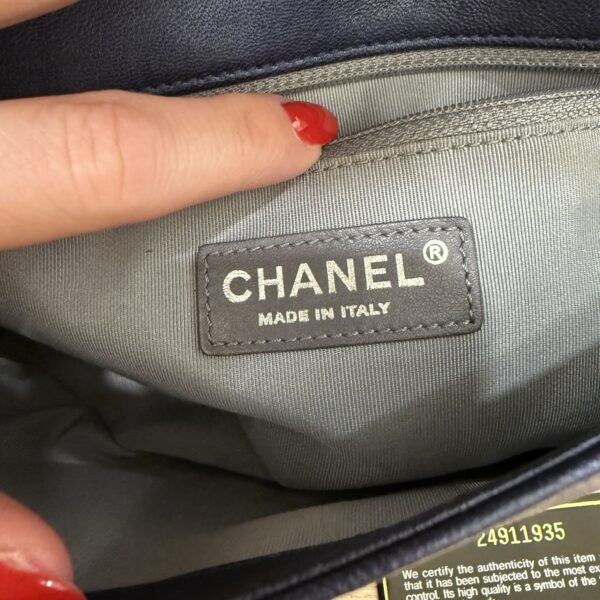 CHANEL®
MADE IN ITALY
24911935
We certify the authenticity of this item
that it has been subjected to the most
control. Its high quality is a symbol of the